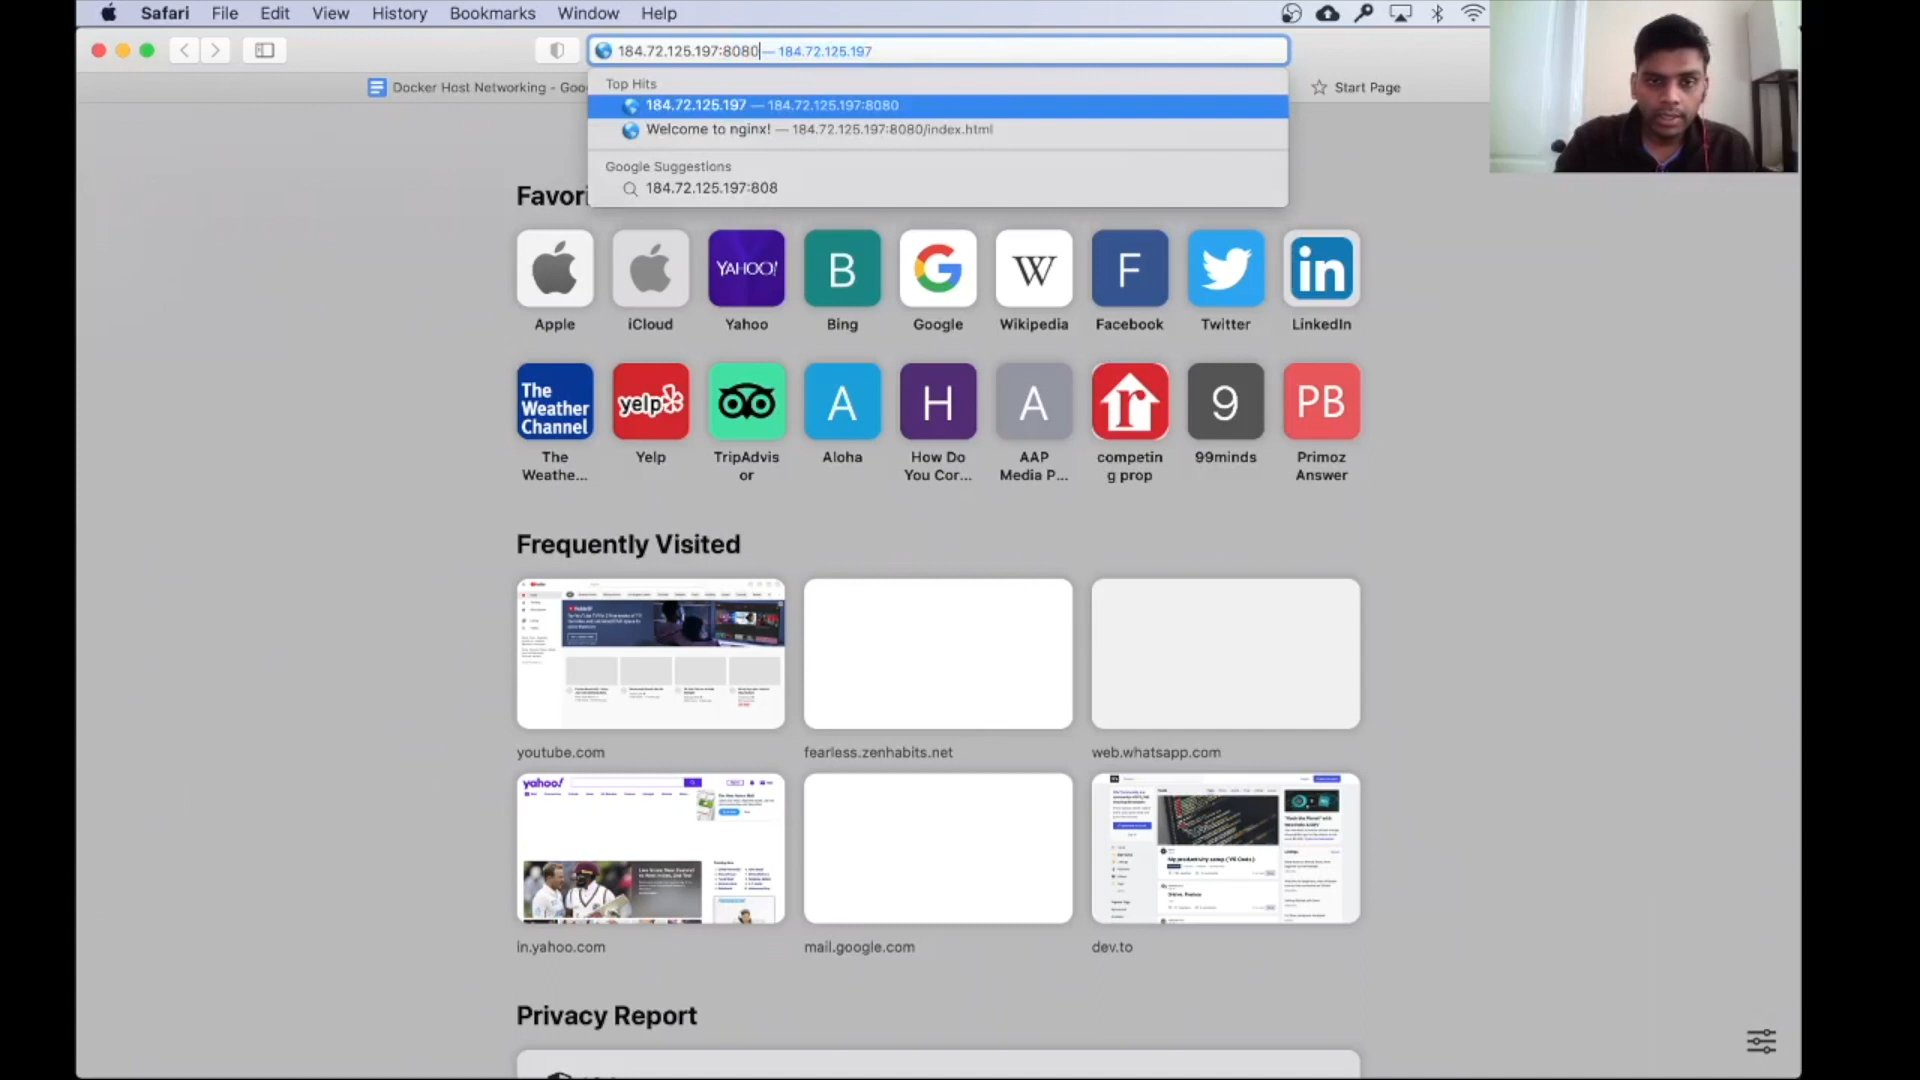 Safari File Edit View History Bookmarks Window Help
184.72.125.197:8080 — 184.72.125.197
Docker Host Networking - Goo
Start Page
Top Hits
184.72.125.197 — 184.72.125.197:8080
Welcome to nginx! — 184.72.125.197:8080/index.html
Google Suggestions
184.72.125.197:808
Favori
YAHOO!
B
G
W
F
in
Apple iCloud Yahoo Bing Google Wikipedia Facebook Twitter LinkedIn
The
Weather
Channel
yelp
A
H
A
r
9
PB
The
Weathe...
Yelp
TripAdvis
or
Aloha
How Do
You Cor...
AAP
Media P...
competin
g prop
99minds
Primoz
Answer
Frequently Visited
youtube.com
fearless.zenhabits.net
web.whatsapp.com
yahoo!
in.yahoo.com
mail.google.com
dev.to
Privacy Report